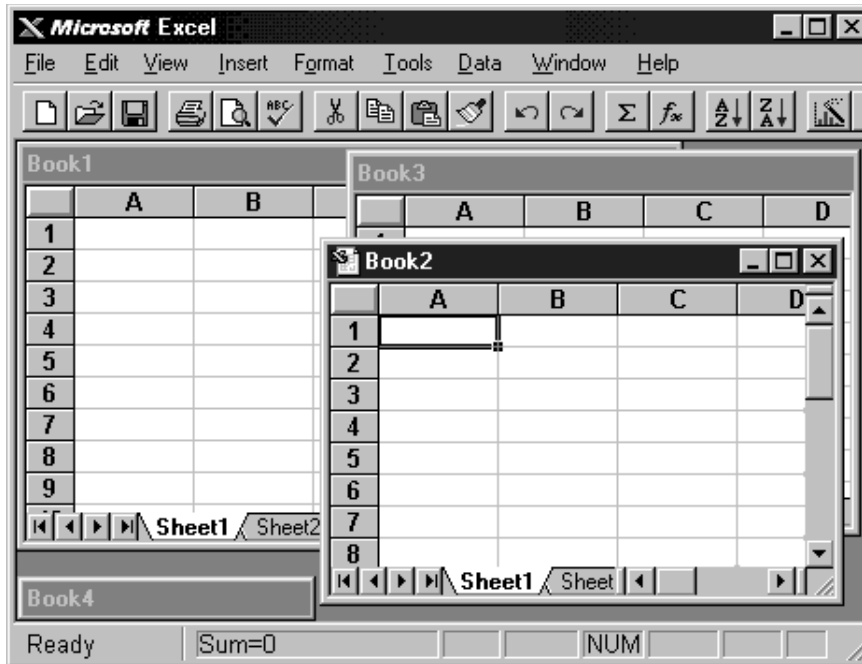 Microsoft Excel
File Edit View Insert Format Tools Data Window Help
ABC Σ fx A Z Z A
Book1
Book3
A B
A B C D
1
2
3
4
5
6
7
8
9
Sheet1 Sheet2
Book2
A B C D
1
2
3
4
5
6
7
8
Sheet1 Sheet
Book4
Ready Sum=0 NUM